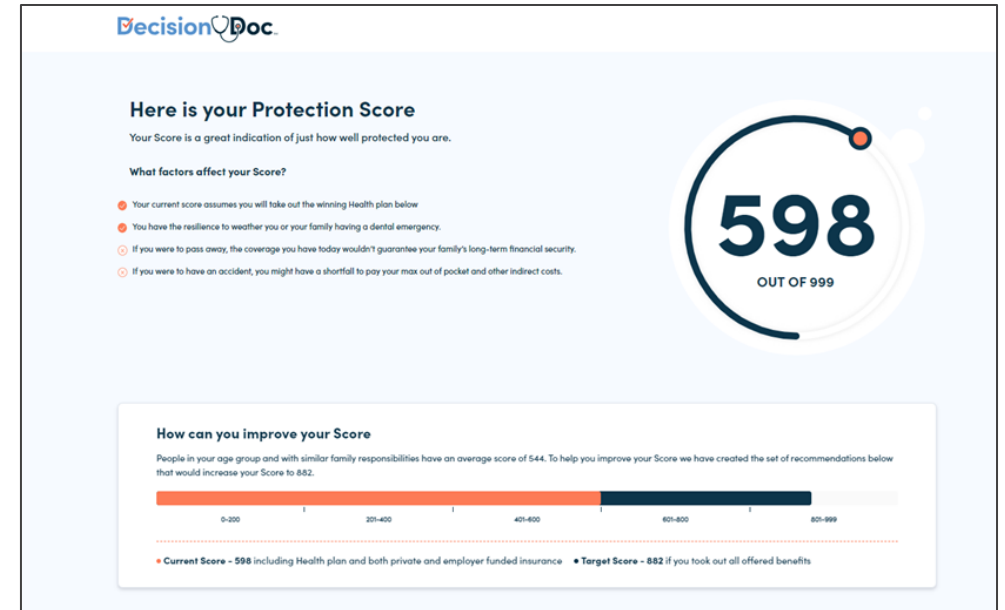 DecisionDoc
Here is your Protection Score
Your Score is a great indication of just how well protected you are.
What factors affect your Score?
Your current score assumes you will take out the winning Health plan below
You have the resilience to weather you or your family having a dental emergency.
If you were to pass away, the coverage you have today wouldn't guarantee your family's long-term financial security.
If you were to have an accident, you might have a shortfall to pay your max out of pocket and other indirect costs.
598
OUT OF 999
How can you improve your Score
People in your age group and with similar family responsibilities have an average score of 544. To help you improve your Score we have created the set of recommendations below
that would increase your Score to 882.
0-200 201-400 401-600 601-800 801-999
Current Score - 598 including Health plan and both private and employer funded insurance Target Score - 882 if you took out all offered benefits